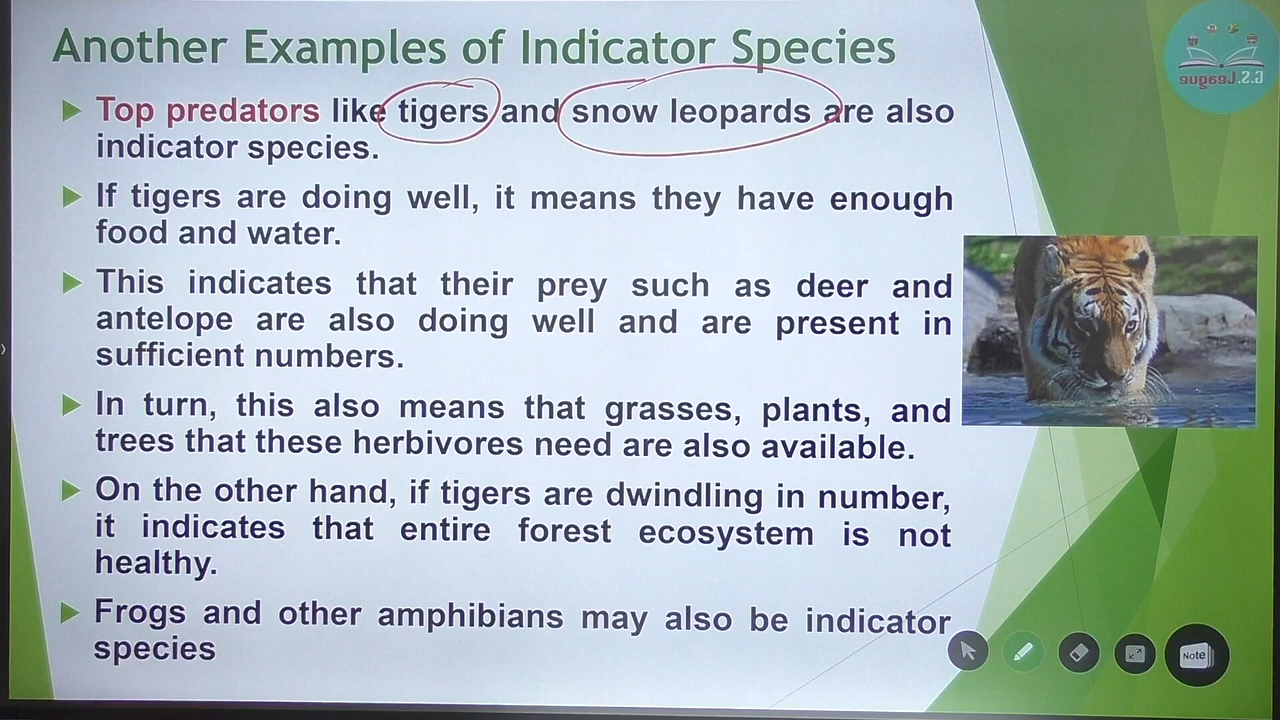 Another Examples of Indicator Species
Top predators like tigers and snow leopards are also
indicator species.
If tigers are doing well, it means they have enough
food and water.
This indicates that their prey such as deer and
antelope are also doing well and are present in
sufficient numbers.
In turn, this also means that grasses, plants, and
trees that these herbivores need are also available.
On the other hand, if tigers are dwindling in number,
it indicates that entire forest ecosystem is not
healthy.
Frogs and other amphibians may also be indicator
species
G.S. League
Note